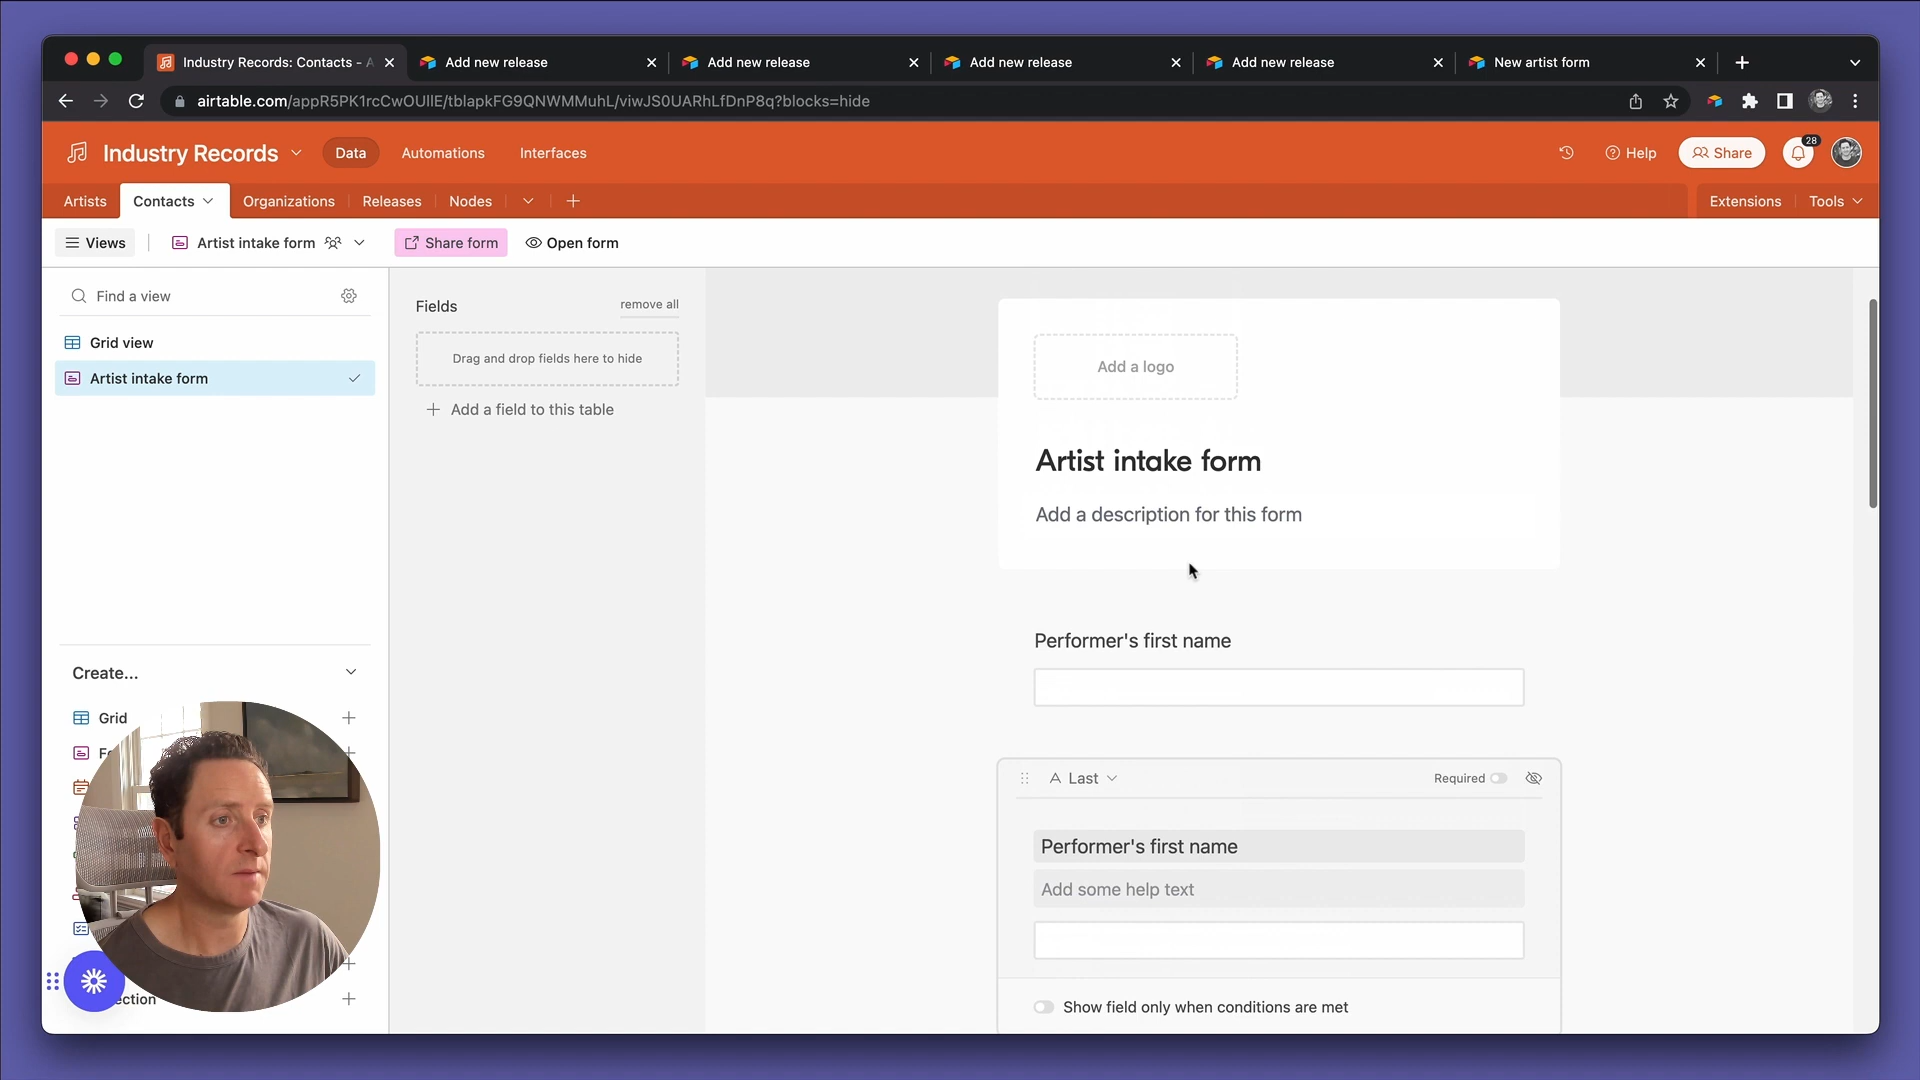 Industry Records: Contacts - A
Add new release
Add new release
Add new release
Add new release
New artist form
airtable.com/appR5PK1rcCwOUllE/tblapkFG9QNWMMuhL/viwJS0UARhLfDnP8q?blocks=hide
Industry Records
Data
Automations
Interfaces
Help
Share
28
Artists
Contacts
Organizations
Releases
Nodes
Extensions
Tools
Views
Artist intake form
Share form
Open form
Find a view
Grid view
Artist intake form
Create...
Grid
Fo
ection
Fields
remove all
Drag and drop fields here to hide
Add a field to this table
Add a logo
Artist intake form
Add a description for this form
Performer's first name
Last
Required
Performer's first name
Add some help text
Show field only when conditions are met